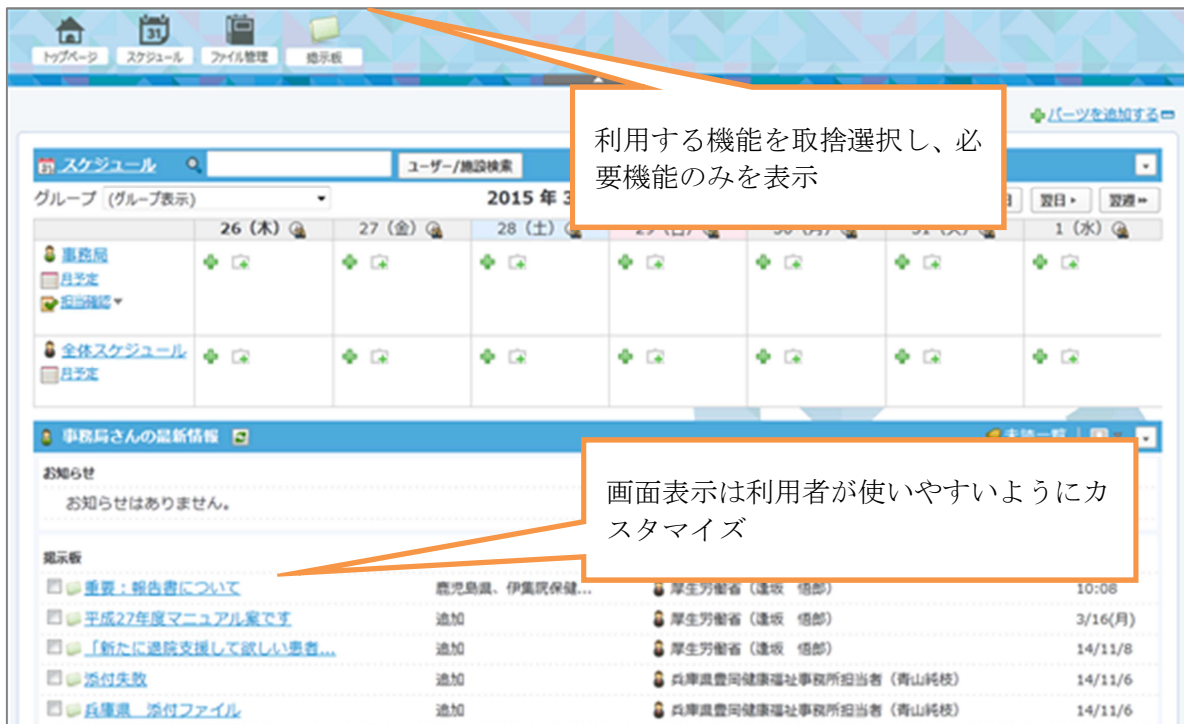 トップページ スケジュール ファイル管理 掲示板
パーツを追加する
利用する機能を取捨選択し、必
要機能のみを表示
スケジュール ユーザー/施設検索
グループ (グループ表示) 2015 年 3 翌日 翌週
26 (木) 27 (金) 28 (土) 29 (日) 30 (月) 31 (火) 1 (水)
事務局
月予定
担当確認
全体スケジュール
月予定
事務局さんの最新情報 未読一覧
お知らせ
お知らせはありません。
画面表示は利用者が使いやすいようにカ
スタマイズ
掲示板
重要：報告書について 鹿児島県、伊集院保健... 厚生労働省（逢坂 悟郎） 10:08
平成27年度マニュアル案です 追加 厚生労働省（逢坂 悟郎） 3/16(月)
「新たに退院支援して欲しい患者... 追加 厚生労働省（逢坂 悟郎） 14/11/8
添付失敗 追加 兵庫県豊岡健康福祉事務所担当者（青山純枝） 14/11/6
兵庫県 添付ファイル 追加 兵庫県豊岡健康福祉事務所担当者（青山純枝） 14/11/6